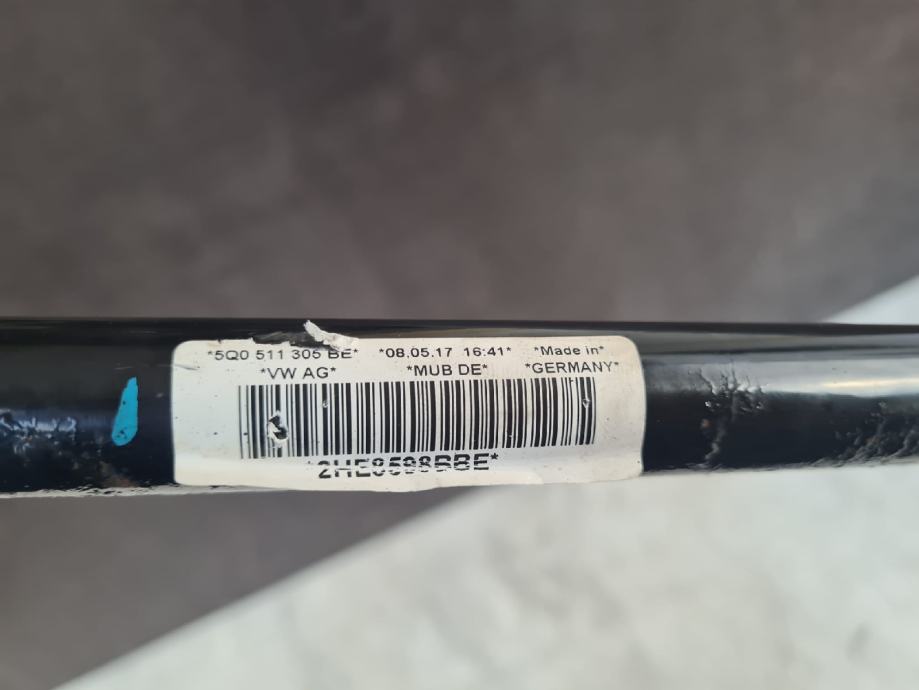 *5Q0 511 305 BE* *08.05.17 16:41* *Made in*
*VW AG* *MUB DE* *GERMANY*